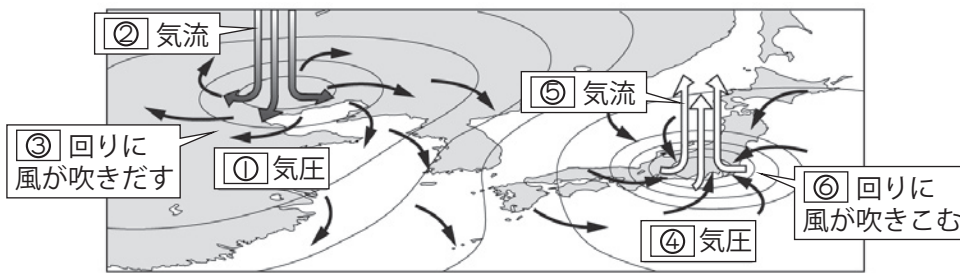 ② 気流
③ 回りに
風が吹きだす
① 気圧
⑤ 気流
④ 気圧
⑥ 回りに
風が吹きこむ